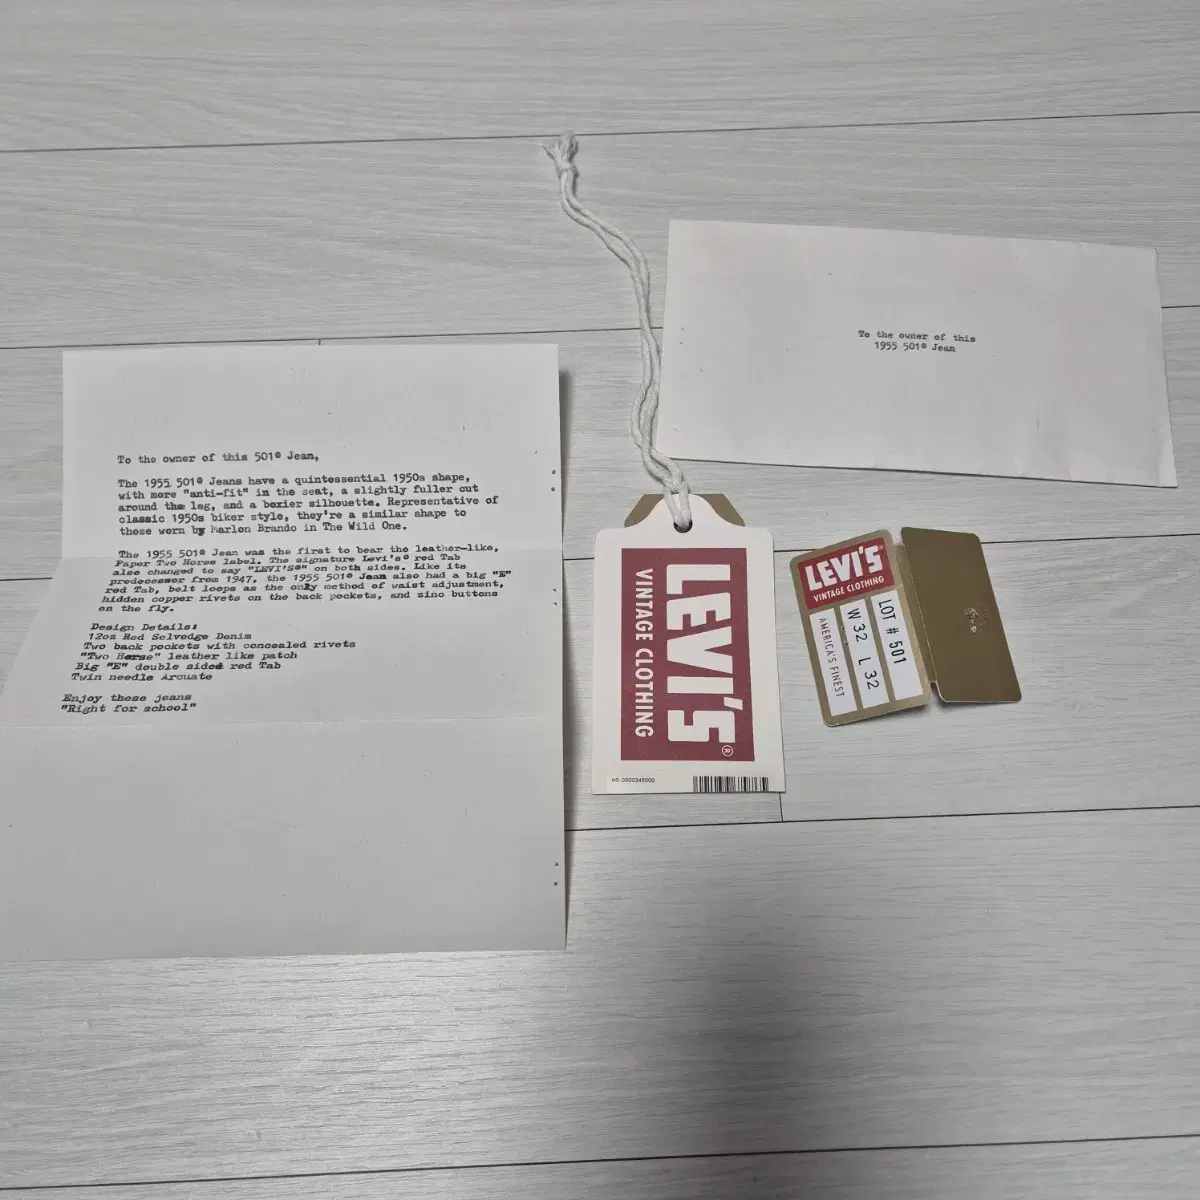 To the owner of this 501® Jean,
The 1955 501® Jeans have a quintessential 1950s shape,
with more "anti-fit" in the seat, a slightly fuller cut
around the leg, and a boxier silhouette. Representative of
classic 1950s biker style, they're a similar shape to
those worn by Marlon Brando in The Wild One.
The 1955 501® Jean was the first to bear the leather-like,
Paper Two Horse label. The signature Levi's® red Tab
also changed to say "LEVI'S®" on both sides. Like its
predecessor from 1947, the 1955 501® Jean also had a big "E"
red Tab, belt loops as the only method of waist adjustment,
hidden copper rivets on the back pockets, and zinc buttons
on the fly.
Design Details:
12oz Red Selvedge Denim
Two back pockets with concealed rivets
"Two Horse" leather like patch
Big "E" double sided red Tab
Twin needle Arcuate
Enjoy these jeans
"Right for school"
To the owner of this
1955 501® Jean
LEVI'S®
VINTAGE CLOTHING
no. 0000349000
LEVI'S®
VINTAGE CLOTHING
LOT # 501
W 32 L 32
AMERICA'S FINEST